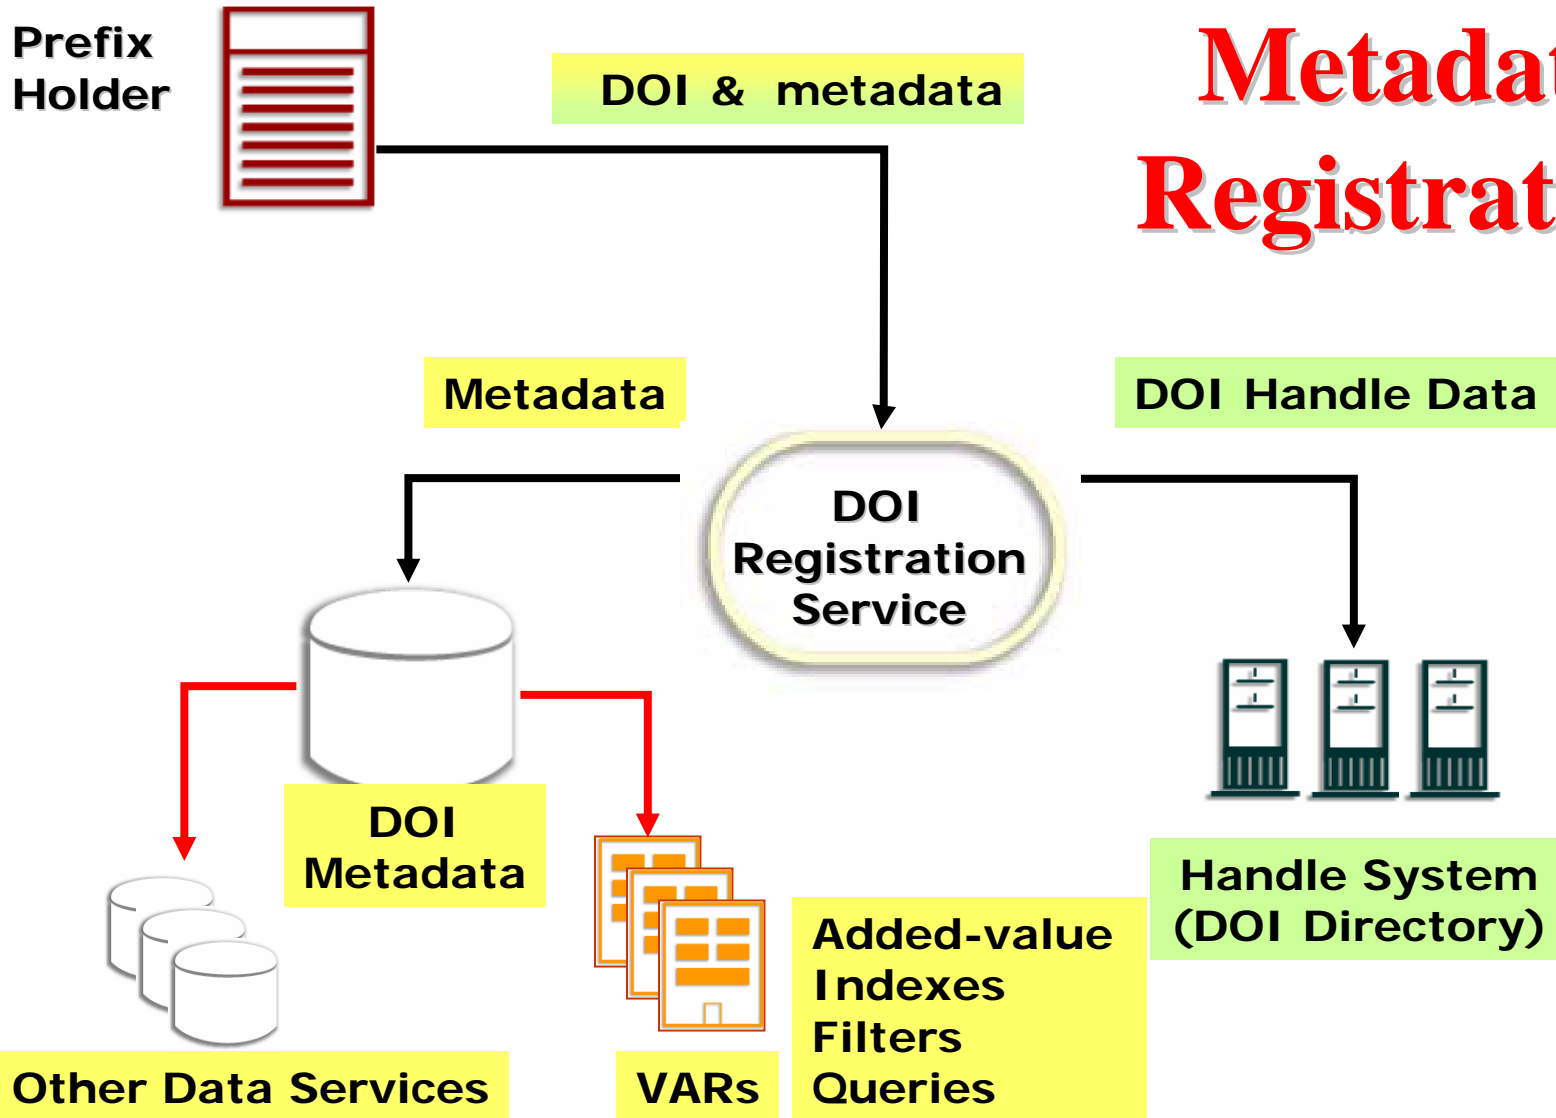 Prefix
Holder
DOI & metadata
Metadat
Registrat
Metadata
DOI Handle Data
DOI
Registration
Service
DOI
Metadata
Handle System
(DOI Directory)
Added-value
Indexes
Filters
Queries
Other Data Services
VARs